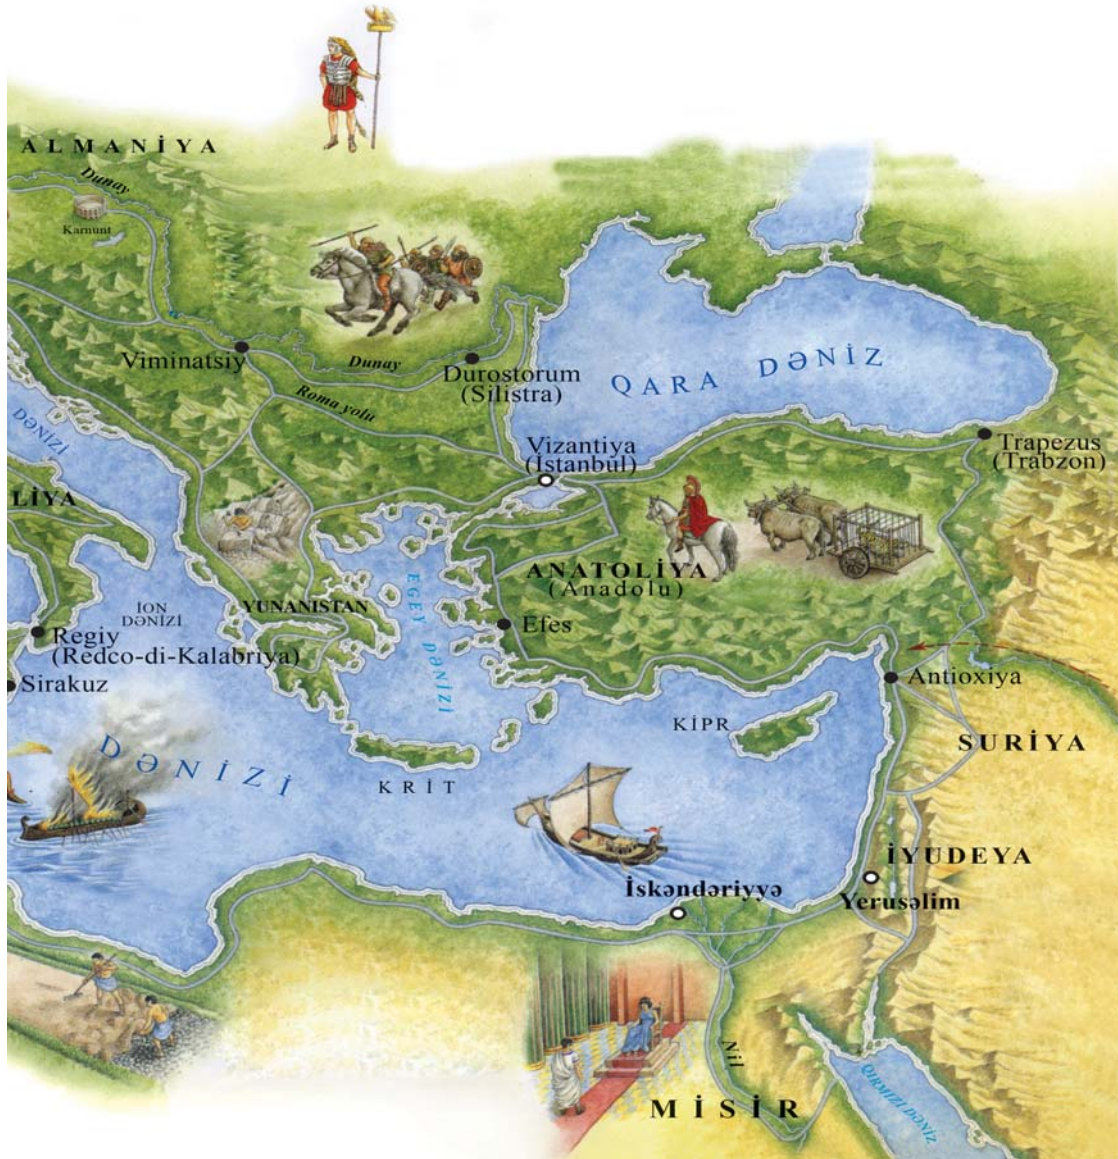 ALMANİYA
Dunay
Karnunt
Viminatsiy
Dunay
Durostorum
(Silistra)
Roma yolu
QARA DƏNİZ
DƏNİZİ
Vizantiya
(İstanbul)
Trapezus
(Trabzon)
LİYA
ANATOLİYA
(Anadolu)
EGEY DƏNİZİ
İON
DƏNİZİ
YUNANISTAN
Efes
Regiy
(Redco-di-Kalabriya)
Sirakuz
Antioxiya
KİPR
SURİYA
DƏNİZİ
KRİT
İYUDEYA
İskəndəriyyə
Yerusəlim
Nil
MİSİR
QIRMIZI DƏNİZ